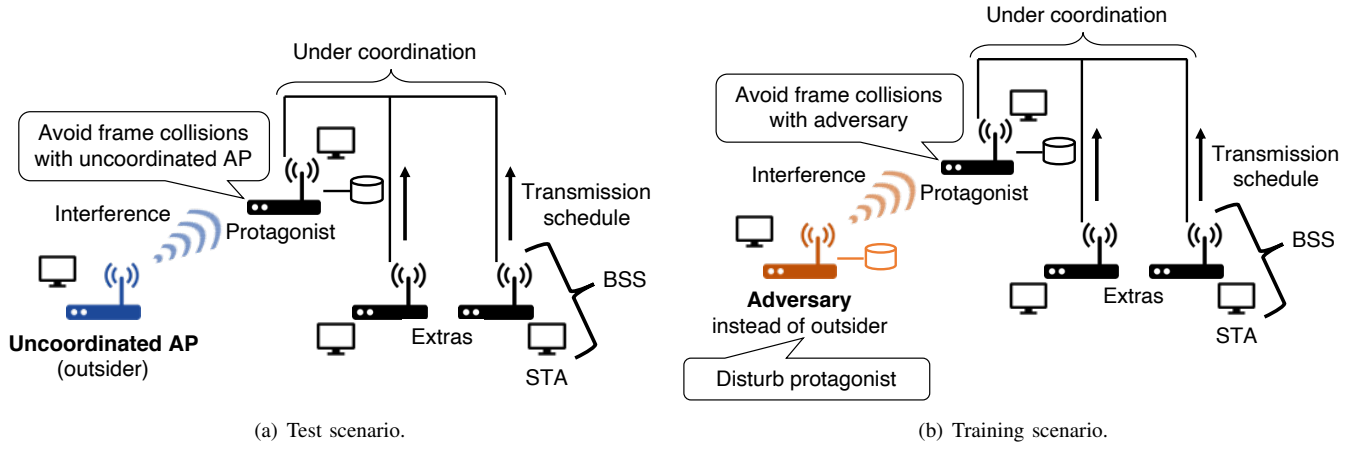 Under coordination
Avoid frame collisions
with uncoordinated AP
Interference
Protagonist
Transmission
schedule
BSS
Extras
STA
Uncoordinated AP
(outsider)
(a) Test scenario.
Under coordination
Avoid frame collisions
with adversary
Interference
Protagonist
Transmission
schedule
BSS
Extras
STA
Adversary
instead of outsider
Disturb protagonist
(b) Training scenario.